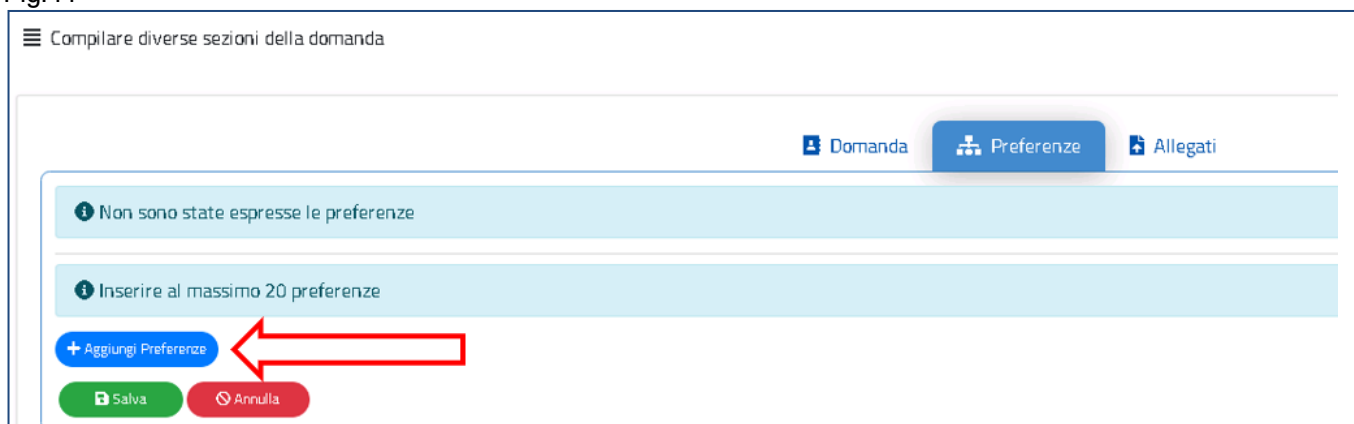 Compilare diverse sezioni della domanda
Domanda Preferenze Allegati
Non sono state espresse le preferenze
Inserire al massimo 20 preferenze
+ Aggiungi Preferenze
Salva Annulla